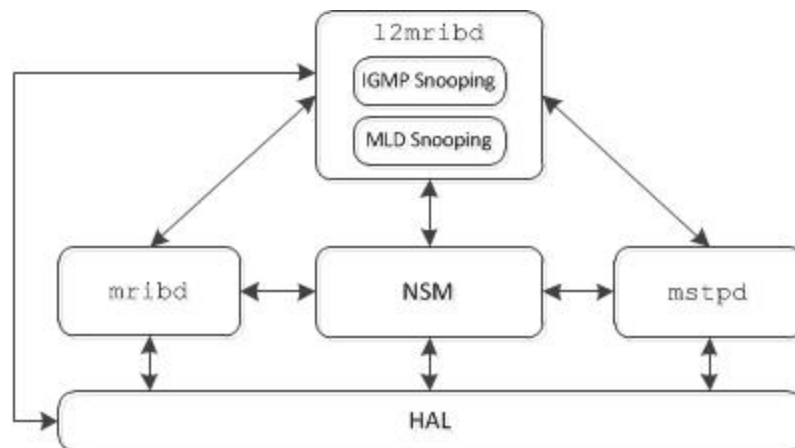 l2mribd
IGMP Snooping
MLD Snooping
mribd
NSM
mstpd
HAL